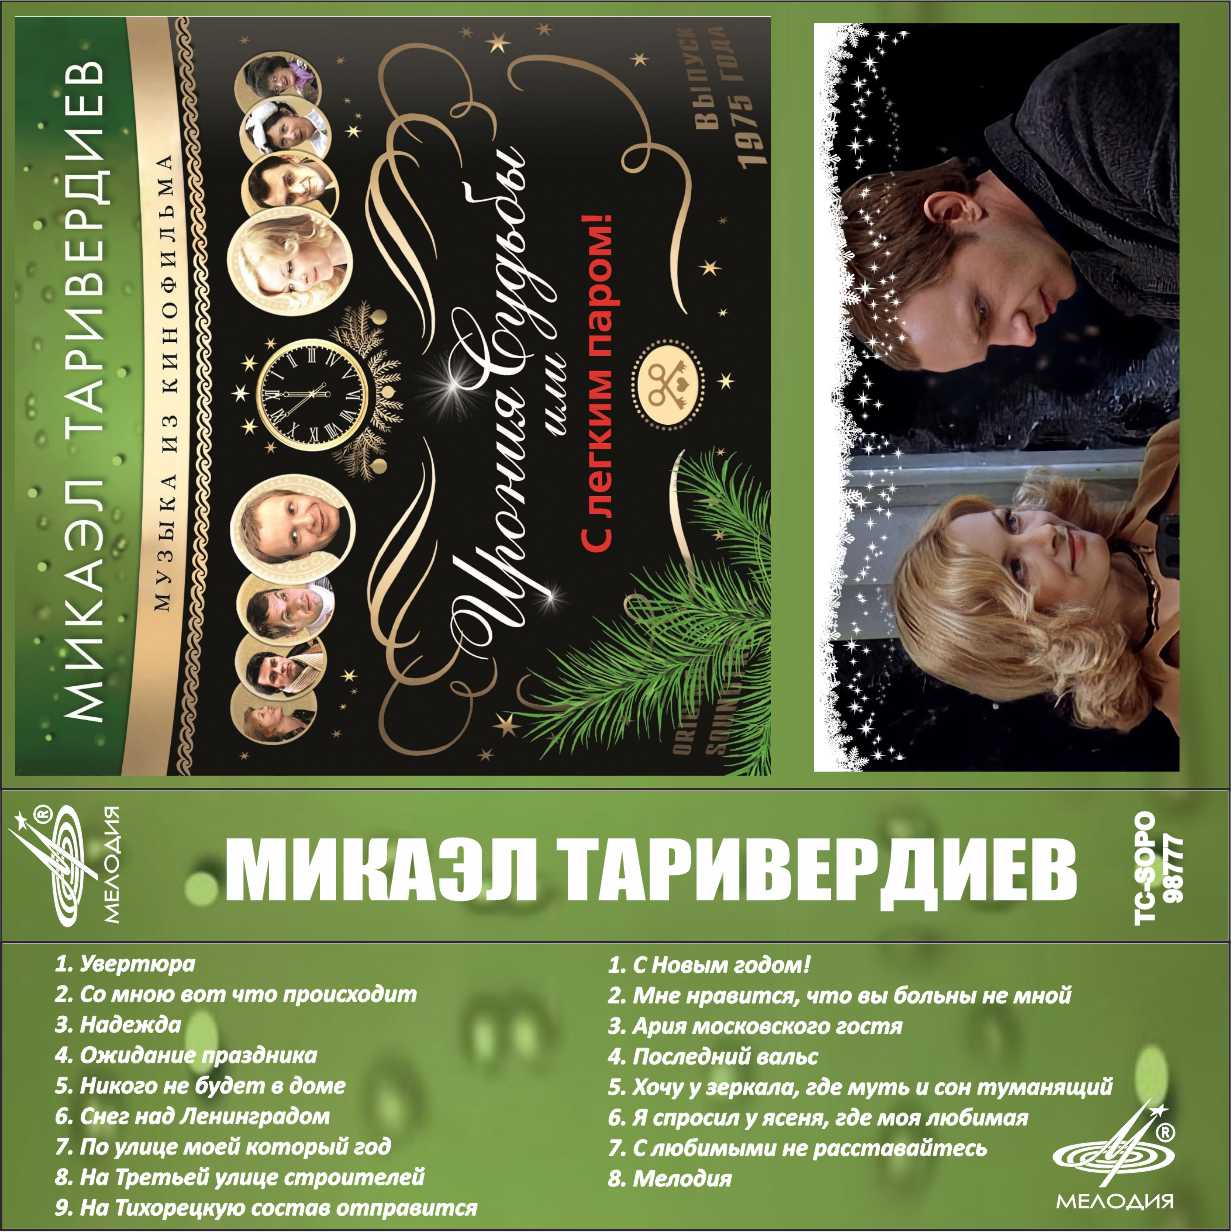 МИКАЭЛ ТАРИВЕРДИЕВ
МУЗЫКА ИЗ КИНОФИЛЬМА
Ирония Судьбы
или
С легким паром!
ВЫПУСК
1975 ГОДА
МЕЛОДИЯ
МИКАЭЛ ТАРИВЕРДИЕВ
TC-SOPO
98777
1. Увертюра
2. Со мною вот что происходит
3. Надежда
4. Ожидание праздника
5. Никого не будет в доме
6. Снег над Ленинградом
7. По улице моей который год
8. На Третьей улице строителей
9. На Тихорецкую состав отправится
1. С Новым годом!
2. Мне нравится, что вы больны не мной
3. Ария московского гостя
4. Последний вальс
5. Хочу у зеркала, где муть и сон туманящий
6. Я спросил у ясеня, где моя любимая
7. С любимыми не расставайтесь
8. Мелодия
МЕЛОДИЯ